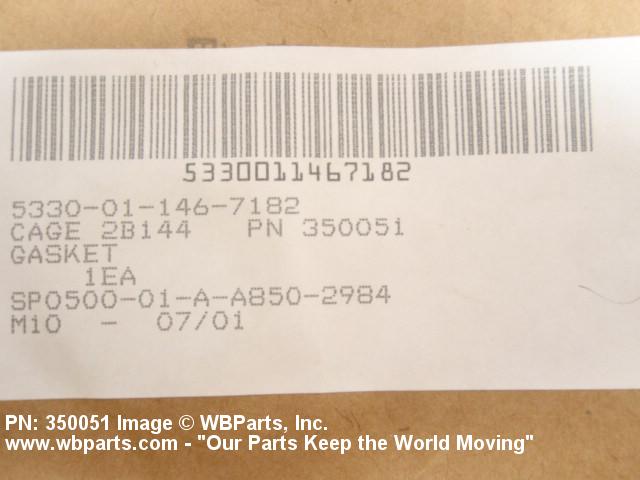 5330011467182
5330-01-146-7182
CAGE 2B144 PN 350051
GASKET
1EA
SPO500-01-A-A850-2984
M10 - 07/01
PN: 350051 Image © WBParts, Inc.
www.wbparts.com - "Our Parts Keep the World Moving"